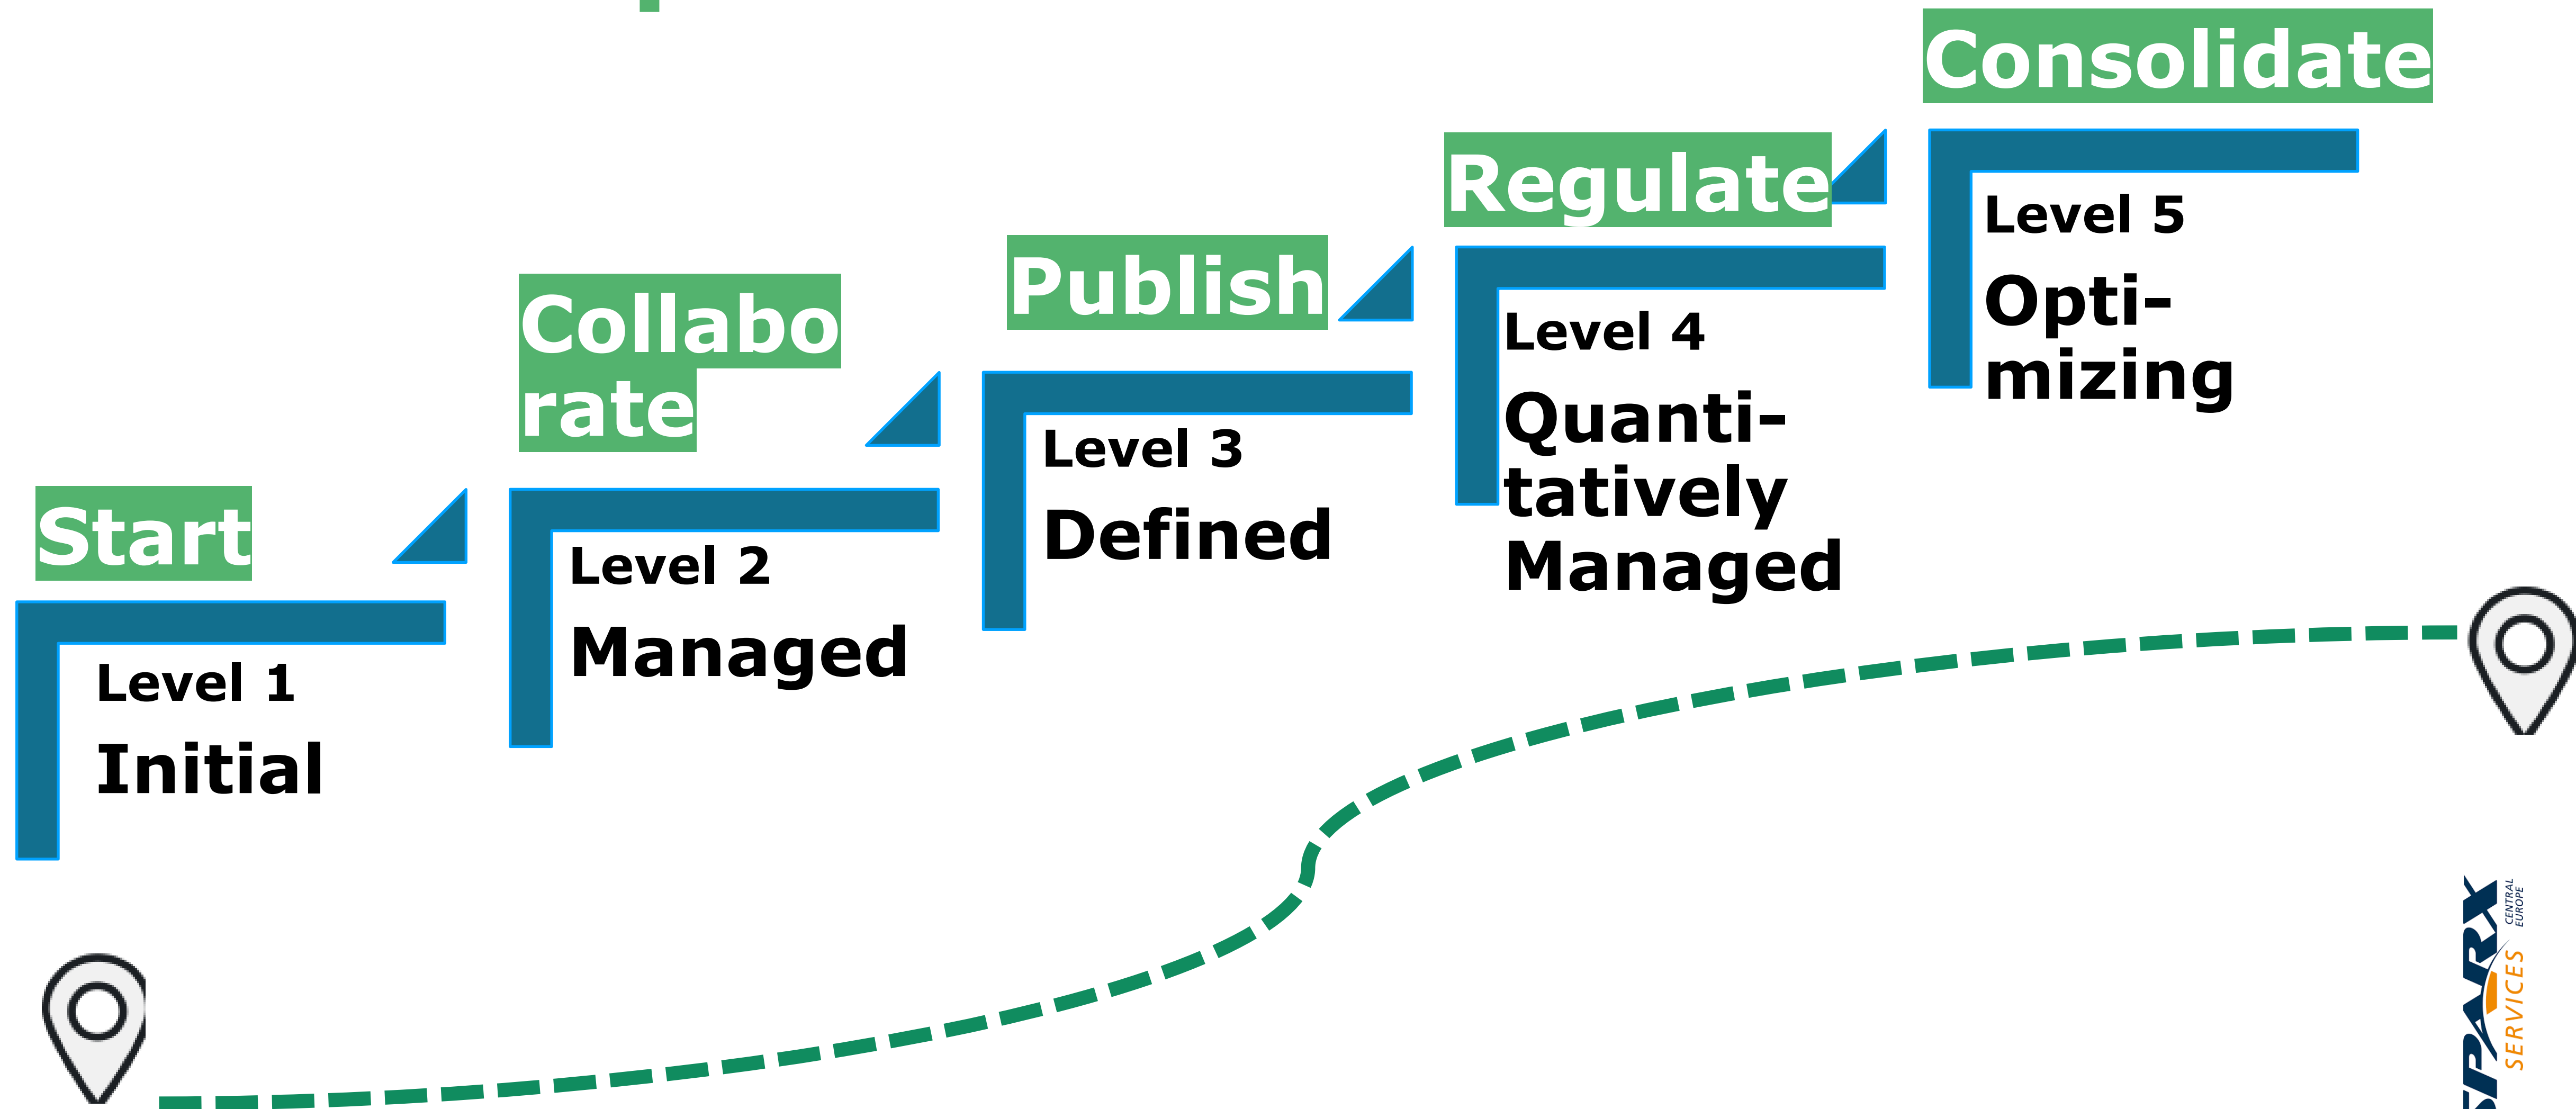 Consolidate
Level 5
Opti-
mizing
Regulate
Level 4
Quanti-
tatively
Managed
Publish
Level 3
Defined
Collabo
rate
Level 2
Managed
Start
Level 1
Initial
SPARX
SERVICES
CENTRAL
EUROPE